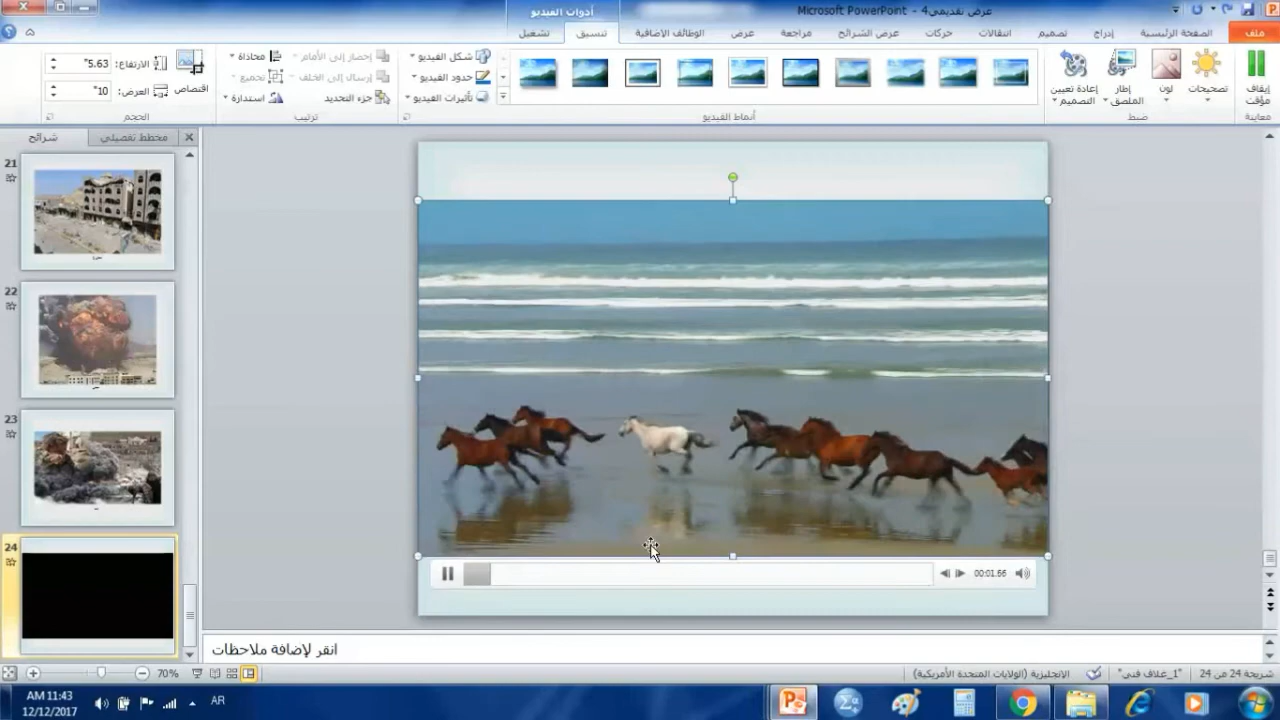 عرض تقديمي4 - Microsoft PowerPoint
أدوات الفيديو
ملف
الصفحة الرئيسية
إدراج
تصميم
انتقالات
حركات
عرض الشرائح
مراجعة
عرض
الوظائف الإضافية
تنسيق
تشغيل
إيقاف مؤقت
معاينة
تصحيحات
لون
إطار الملصق
إعادة تعيين التصميم
ضبط
أنماط الفيديو
شكل الفيديو
حدود الفيديو
تأثيرات الفيديو
إحضار إلى الأمام
إرسال إلى الخلف
جزء التحديد
محاذاة
تجميع
استدارة
ترتيب
اقتصاص
الارتفاع: 5.63"
العرض: 10"
الحجم
شرائح
مخطط تفصيلي
21
22
23
24
00:01.66
انقر لإضافة ملاحظات
شريحة 24 من 24
"1_غلاف فني"
الإنجليزية (الولايات المتحدة الأمريكية)
70%
AR
11:43 AM
12/12/2017